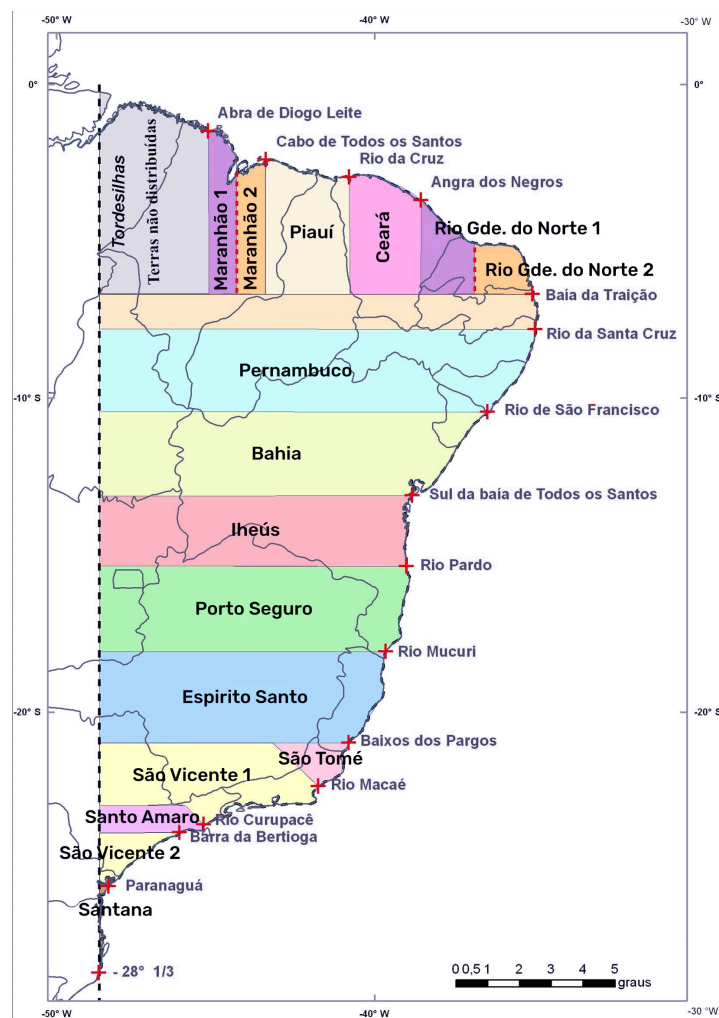 -50° W
-40° W
-30° W
0°
Abra de Diogo Leite
Cabo de Todos os Santos
Rio da Cruz
Angra dos Negros
Tordesilhas
Terras não distribuídas
Maranhão 1
Maranhão 2
Piauí
Ceará
Rio Gde. do Norte 1
Rio Gde. do Norte 2
Baía da Traição
Rio da Santa Cruz
Pernambuco
-10° S
-10° S
Rio de São Francisco
Bahia
Sul da baía de Todos os Santos
Ilheús
Rio Pardo
Porto Seguro
Rio Mucuri
Espirito Santo
-20° S
-20° S
Baixos dos Pargos
São Tomé
São Vicente 1
Rio Macaé
Santo Amaro
Rio Curupacê
Barra da Bertioga
São Vicente 2
Paranaguá
Santana
- 28° 1/3
0 0,5 1 2 3 4 5
graus
-50° W
-40° W
-30 °W